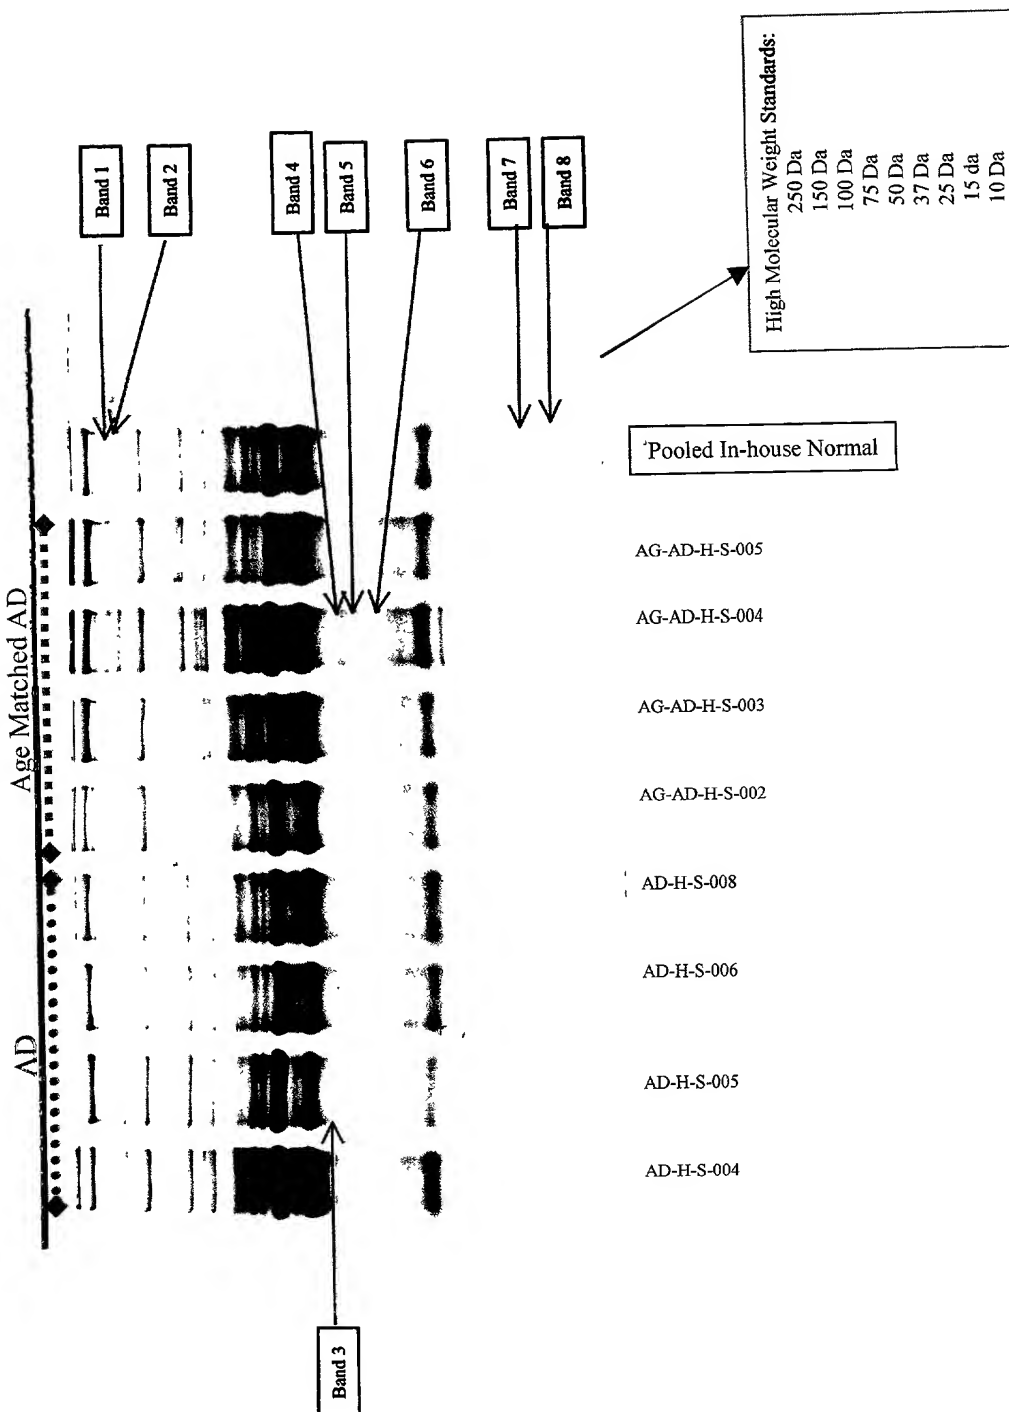 AD
Age Matched AD
Band 1
Band 2
Band 4
Band 5
Band 6
Band 7
Band 8
Band 3
High Molecular Weight Standards:
250 Da
150 Da
100 Da
75 Da
50 Da
37 Da
25 Da
15 da
10 Da
Pooled In-house Normal
AG-AD-H-S-005
AG-AD-H-S-004
AG-AD-H-S-003
AG-AD-H-S-002
AD-H-S-008
AD-H-S-006
AD-H-S-005
AD-H-S-004